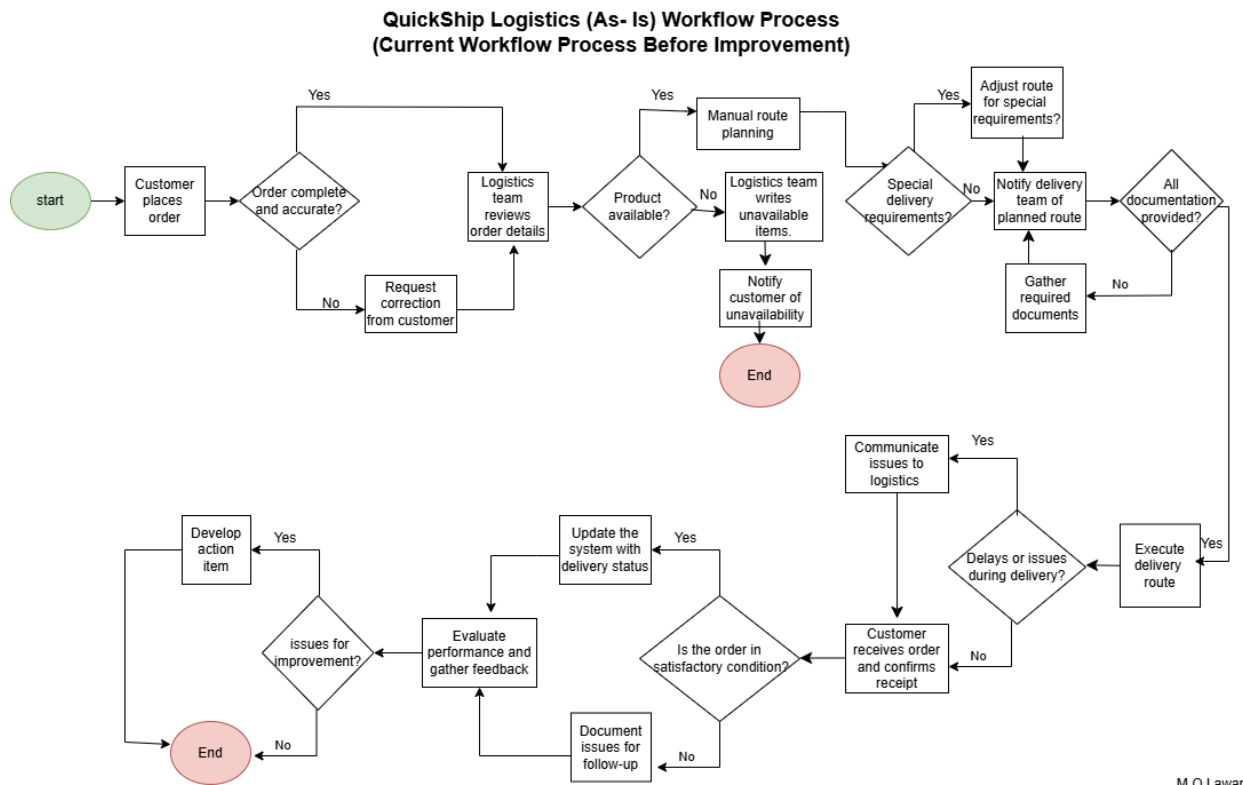 QuickShip Logistics (As- Is) Workflow Process
(Current Workflow Process Before Improvement)
start
Customer
places
order
Order complete
and accurate?
Yes
No
Request
correction
from customer
Logistics
team
reviews
order details
Product
available?
Yes
Manual route
planning
No
Logistics team
writes
unavailable
items.
Notify
customer of
unavailability
End
Special
delivery
requirements?
Yes
Adjust route
for special
requirements?
No
Notify delivery
team of
planned route
All
documentation
provided?
No
Gather
required
documents
Yes
Execute
delivery
route
Delays or issues
during delivery?
Yes
Communicate
issues to
logistics
No
Customer
receives order
and confirms
receipt
Is the order in
satisfactory condition?
Yes
Update the
system with
delivery status
No
Document
issues for
follow-up
Evaluate
performance and
gather feedback
issues for
improvement?
Yes
Develop
action
item
No
End
M.O Lawar